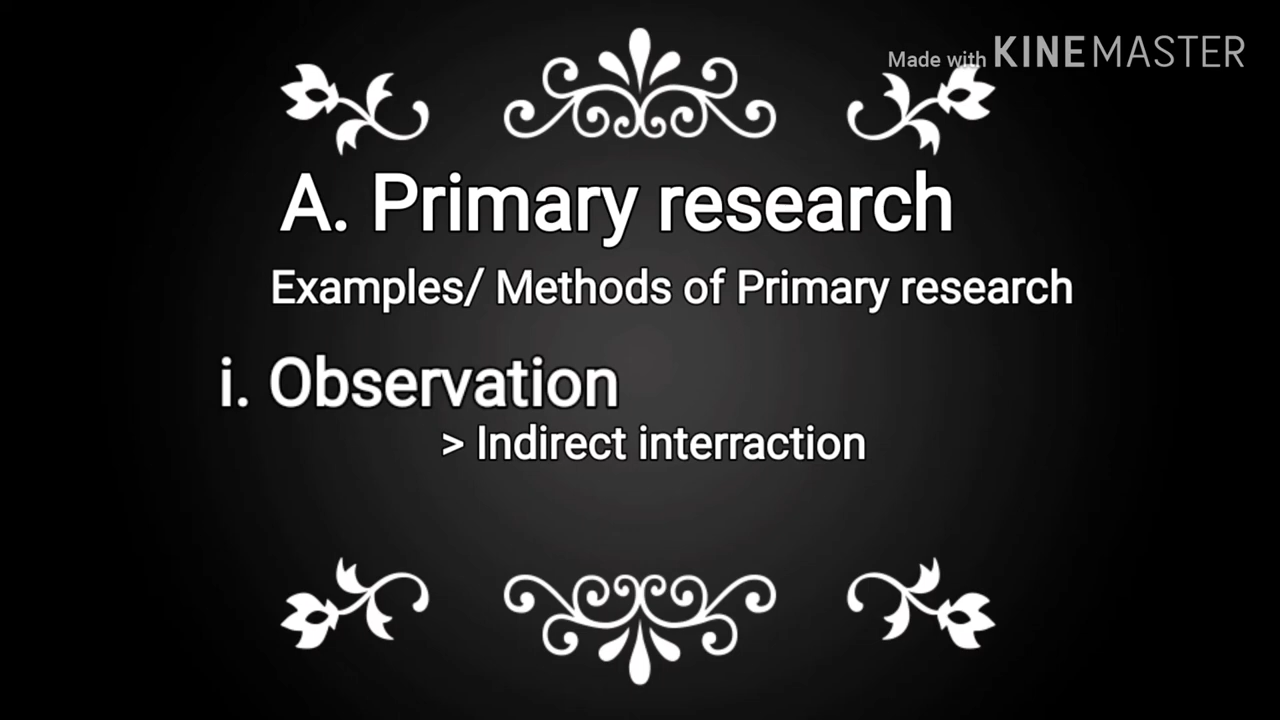 Made with KINEMASTER
A. Primary research
Examples/ Methods of Primary research
i. Observation
> Indirect interraction